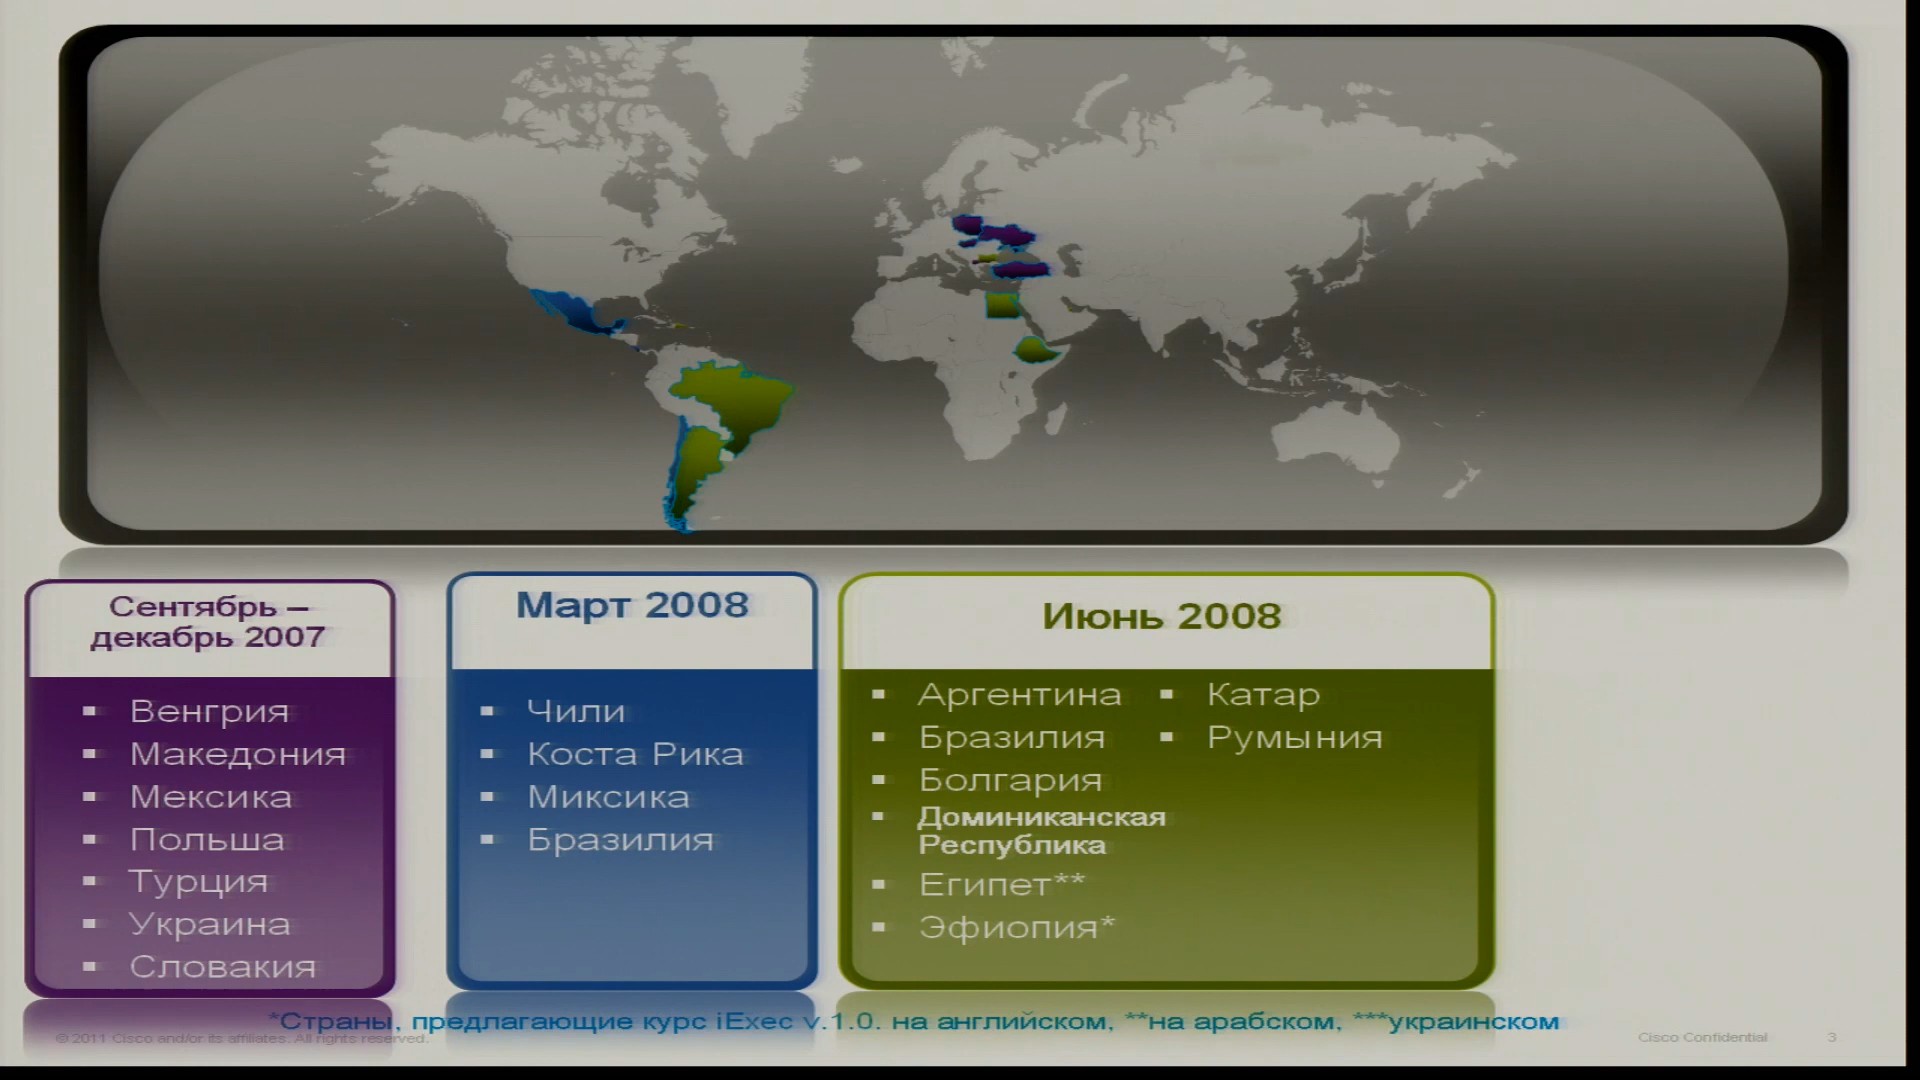 Сентябрь –
декабрь 2007
Венгрия
Македония
Мексика
Польша
Турция
Украина
Словакия
Март 2008
Чили
Коста Рика
Миксика
Бразилия
Июнь 2008
Аргентина
Бразилия
Болгария
Доминиканская
Республика
Египет**
Эфиопия*
Катар
Румыния
*Страны, предлагающие курс iExec v.1.0. на английском, **на арабском, ***украинском
© 2011 Cisco and/or its affiliates. All rights reserved.
Cisco Confidential
3